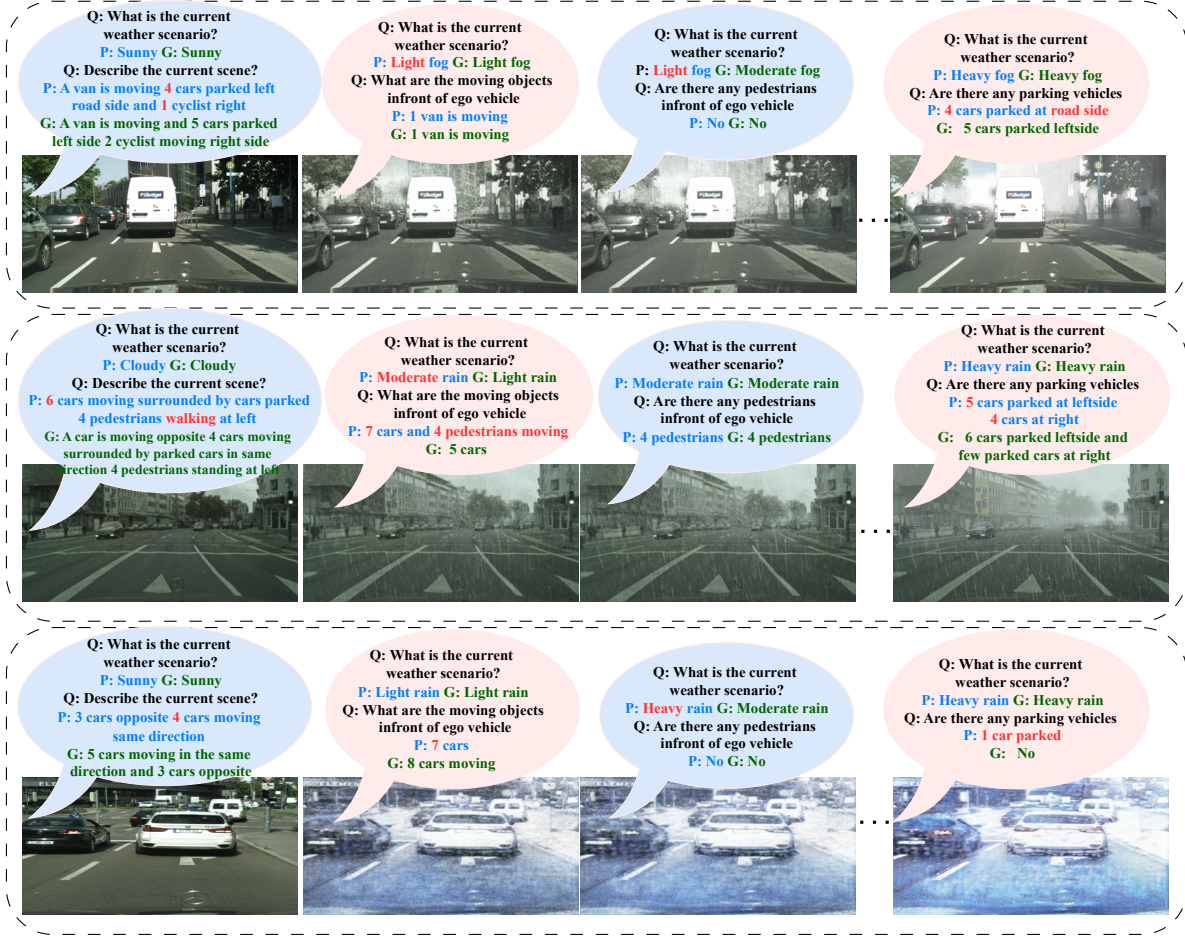 Q: What is the current
weather scenario?
P: Sunny G: Sunny
Q: Describe the current scene?
P: A van is moving 4 cars parked left
road side and 1 cyclist right
G: A van is moving and 5 cars parked
left side 2 cyclist moving right side
Q: What is the current
weather scenario?
P: Light fog G: Light fog
Q: What are the moving objects
infront of ego vehicle
P: 1 van is moving
G: 1 van is moving
Q: What is the current
weather scenario?
P: Light fog G: Moderate fog
Q: Are there any pedestrians
infront of ego vehicle
P: No G: No
Q: What is the current
weather scenario?
P: Heavy fog G: Heavy fog
Q: Are there any parking vehicles
P: 4 cars parked at road side
G: 5 cars parked leftside
. . .
Q: What is the current
weather scenario?
P: Cloudy G: Cloudy
Q: Describe the current scene?
P: 6 cars moving surrounded by cars parked
4 pedestrians walking at left
G: A car is moving opposite 4 cars moving
surrounded by parked cars in same
direction 4 pedestrians standing at left
Q: What is the current
weather scenario?
P: Moderate rain G: Light rain
Q: What are the moving objects
infront of ego vehicle
P: 7 cars and 4 pedestrians moving
G: 5 cars
Q: What is the current
weather scenario?
P: Moderate rain G: Moderate rain
Q: Are there any pedestrians
infront of ego vehicle
P: 4 pedestrians G: 4 pedestrians
Q: What is the current
weather scenario?
P: Heavy rain G: Heavy rain
Q: Are there any parking vehicles
P: 5 cars parked at leftside
4 cars at right
G: 6 cars parked leftside and
few parked cars at right
. . .
Q: What is the current
weather scenario?
P: Sunny G: Sunny
Q: Describe the current scene?
P: 3 cars opposite 4 cars moving
same direction
G: 5 cars moving in the same
direction and 3 cars opposite
Q: What is the current
weather scenario?
P: Light rain G: Light rain
Q: What are the moving objects
infront of ego vehicle
P: 7 cars
G: 8 cars moving
Q: What is the current
weather scenario?
P: Heavy rain G: Moderate rain
Q: Are there any pedestrians
infront of ego vehicle
P: No G: No
Q: What is the current
weather scenario?
P: Heavy rain G: Heavy rain
Q: Are there any parking vehicles
P: 1 car parked
G: No
. . .